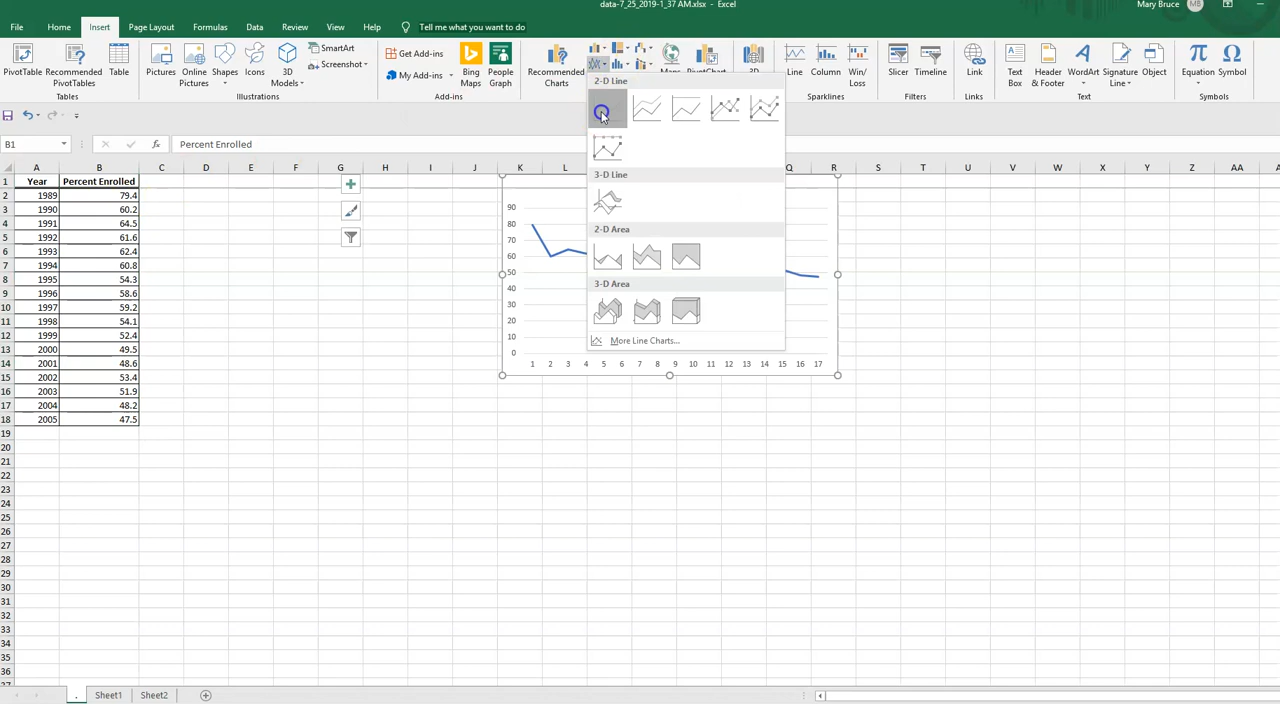 data-7_25_2019-1_37 AM.xlsx - Excel
Mary Bruce MB
File Home Insert Page Layout Formulas Data Review View Help Tell me what you want to do
PivotTable Recommended PivotTables Table
Tables
Pictures Online Pictures Shapes Icons 3D Models
SmartArt
Screenshot
Illustrations
Get Add-ins
My Add-ins
Bing Maps People Graph
Add-ins
Recommended Charts
Maps PivotChart 3D
Line Column Win/Loss
Sparklines
Slicer Timeline
Filters
Link
Links
Text Box Header & Footer WordArt Signature Line Object
Text
Equation Symbol
Symbols
B1 fx Percent Enrolled
A B C D E F G H I J K L Q R S T U V W X Y Z AA
1 Year Percent Enrolled
2 1989 79.4
3 1990 60.2
4 1991 64.5
5 1992 61.6
6 1993 62.4
7 1994 60.8
8 1995 54.3
9 1996 58.6
10 1997 59.2
11 1998 54.1
12 1999 52.4
13 2000 49.5
14 2001 48.6
15 2002 53.4
16 2003 51.9
17 2004 48.2
18 2005 47.5
19
20
21
22
23
24
25
26
27
28
29
30
31
32
33
34
35
36
2-D Line
3-D Line
2-D Area
3-D Area
More Line Charts...
90
80
70
60
50
40
30
20
10
0
1 2 3 4 5 6 7 8 9 10 11 12 13 14 15 16 17
. Sheet1 Sheet2